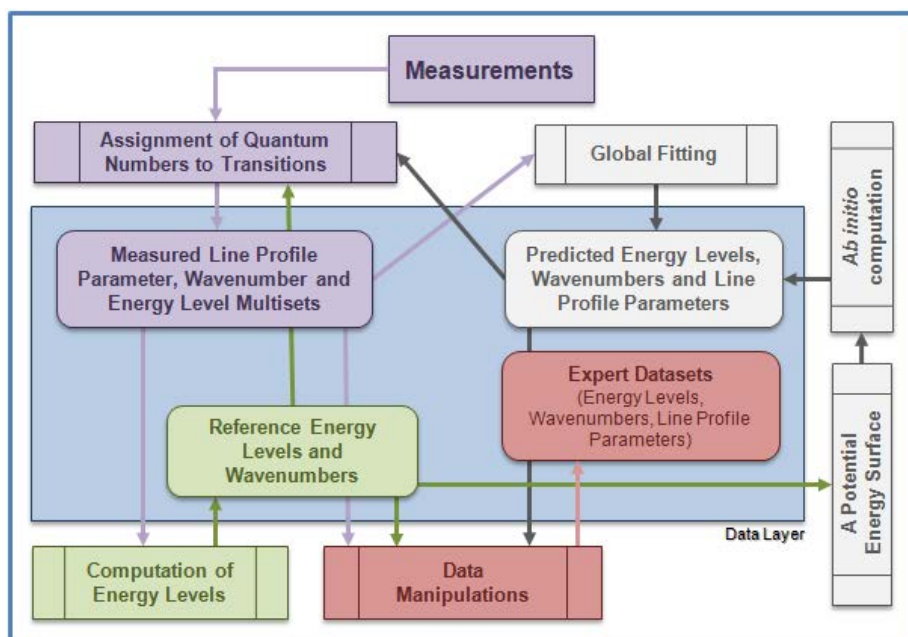 Measurements
Assignment of Quantum
Numbers to Transitions
Global Fitting
Ab initio
computation
Measured Line Profile
Parameter, Wavenumber and
Energy Level Multisets
Predicted Energy Levels,
Wavenumbers and Line
Profile Parameters
Expert Datasets
(Energy Levels,
Wavenumbers, Line Profile
Parameters)
Reference Energy
Levels and
Wavenumbers
A Potential
Energy Surface
Data Layer
Computation of
Energy Levels
Data
Manipulations